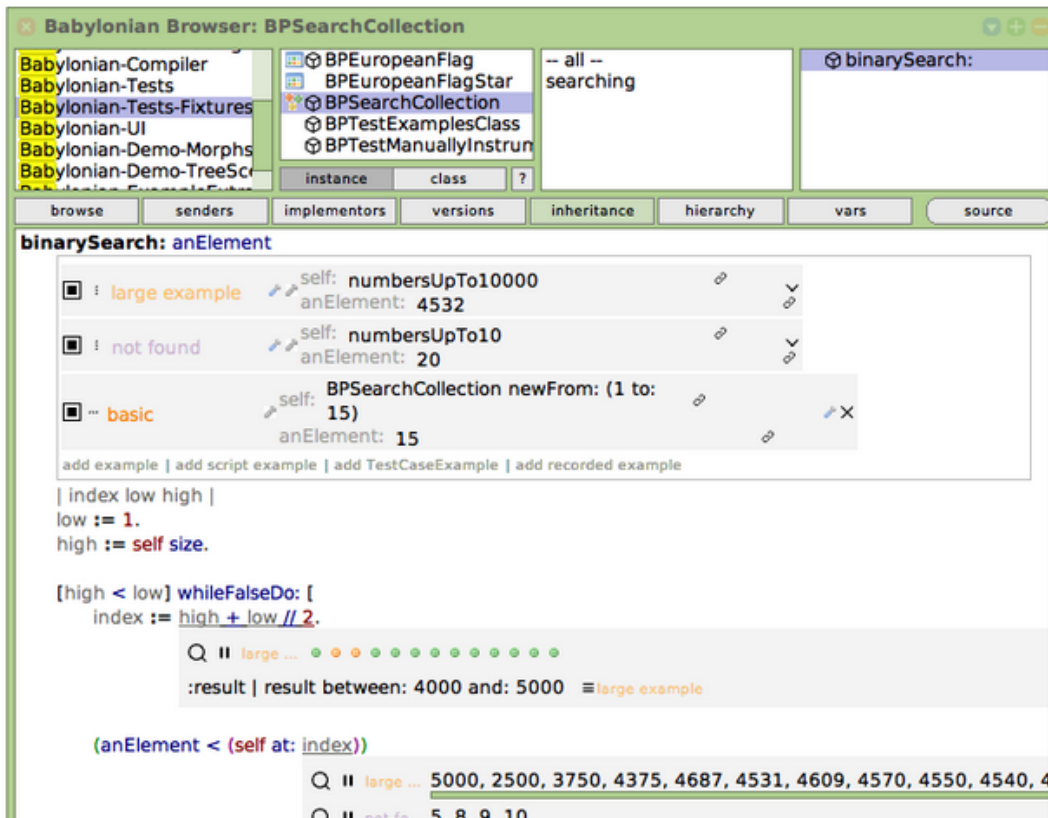 Babylonian Browser: BPSearchCollection
Babylonian-Compiler
Babylonian-Tests
Babylonian-Tests-Fixtures
Babylonian-UI
Babylonian-Demo-Morphs
Babylonian-Demo-TreeSc
BPEuropeanFlag
BPEuropeanFlagStar
BPSearchCollection
BPTestExamplesClass
BPTestManuallyInstrum
instance class ?
-- all --
searching
binarySearch:
browse senders implementors versions inheritance hierarchy vars source
binarySearch: anElement
large example self: numbersUpTo10000
anElement: 4532
not found self: numbersUpTo10
anElement: 20
basic self: BPSearchCollection newFrom: (1 to:
15)
anElement: 15
add example | add script example | add TestCaseExample | add recorded example
| index low high |
low := 1.
high := self size.
[high < low] whileFalseDo: [
index := high + low // 2.
large ...
:result | result between: 4000 and: 5000 large example
(anElement < (self at: index))
large ... 5000, 2500, 3750, 4375, 4687, 4531, 4609, 4570, 4550, 4540, 4
5, 8, 9, 10